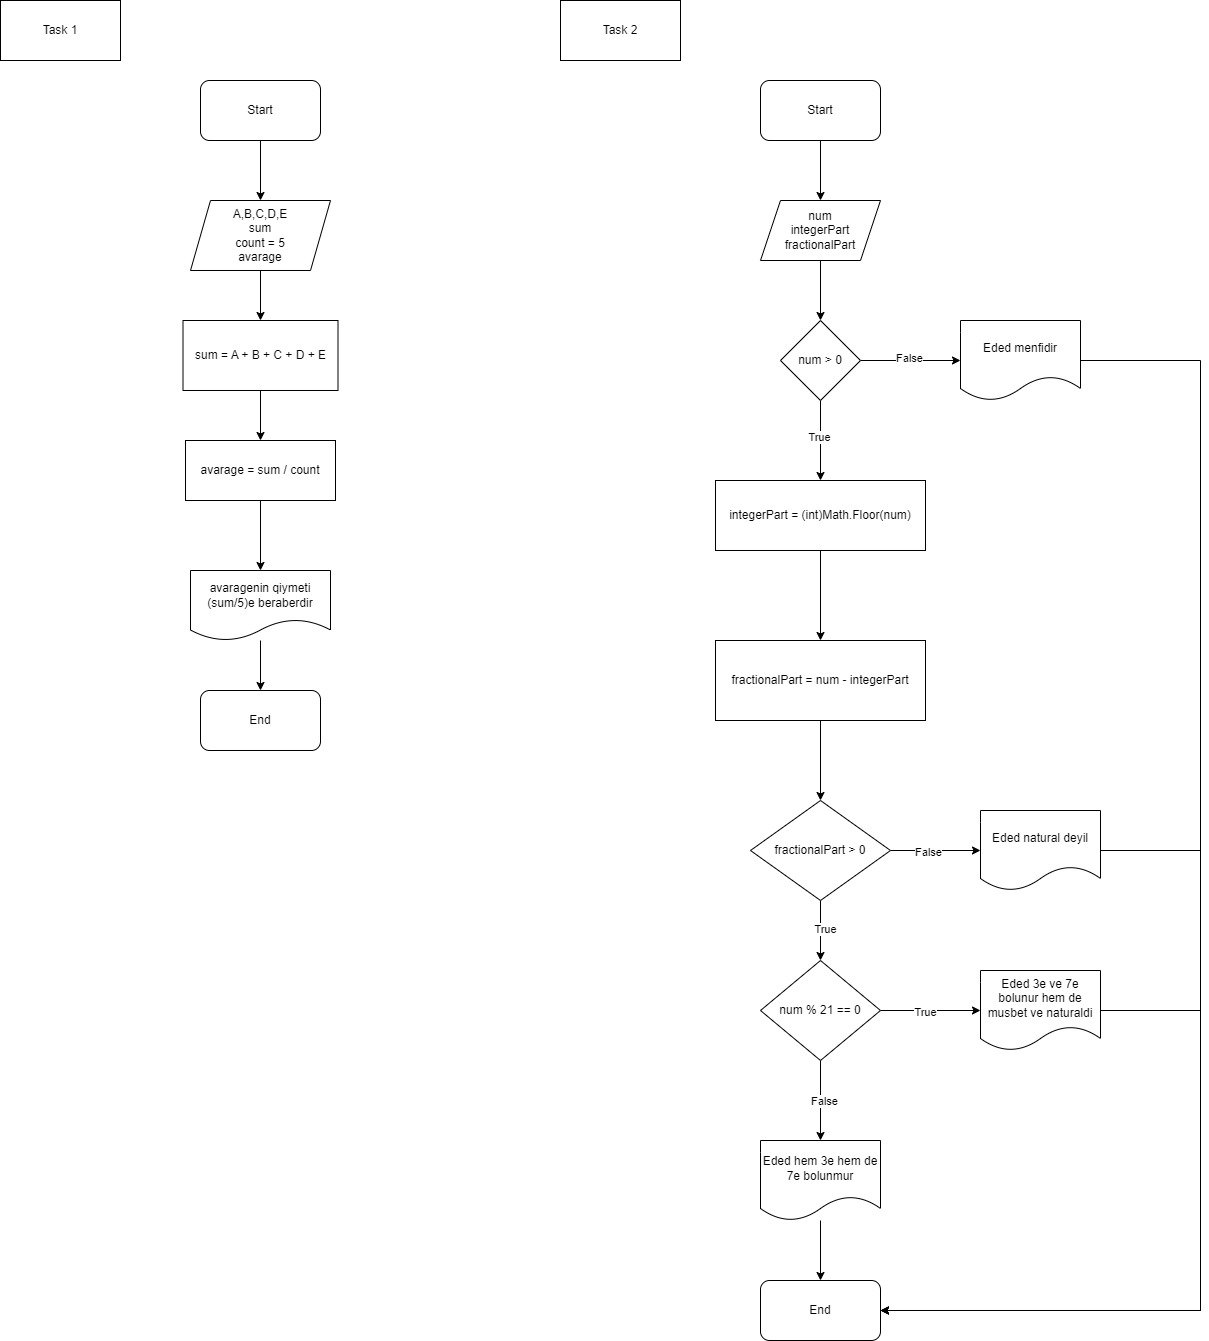 Task 1
Start
A,B,C,D,E
sum
count = 5
avarage
sum = A + B + C + D + E
avarage = sum / count
avaragenin qiymeti
(sum/5)e beraberdir
End
Task 2
Start
num
integerPart
fractionalPart
num > 0
False
Eded menfidir
True
integerPart = (int)Math.Floor(num)
fractionalPart = num - integerPart
fractionalPart > 0
False
Eded natural deyil
True
num % 21 == 0
True
Eded 3e ve 7e
bolunur hem de
musbet ve naturaldi
False
Eded hem 3e hem de
7e bolunmur
End